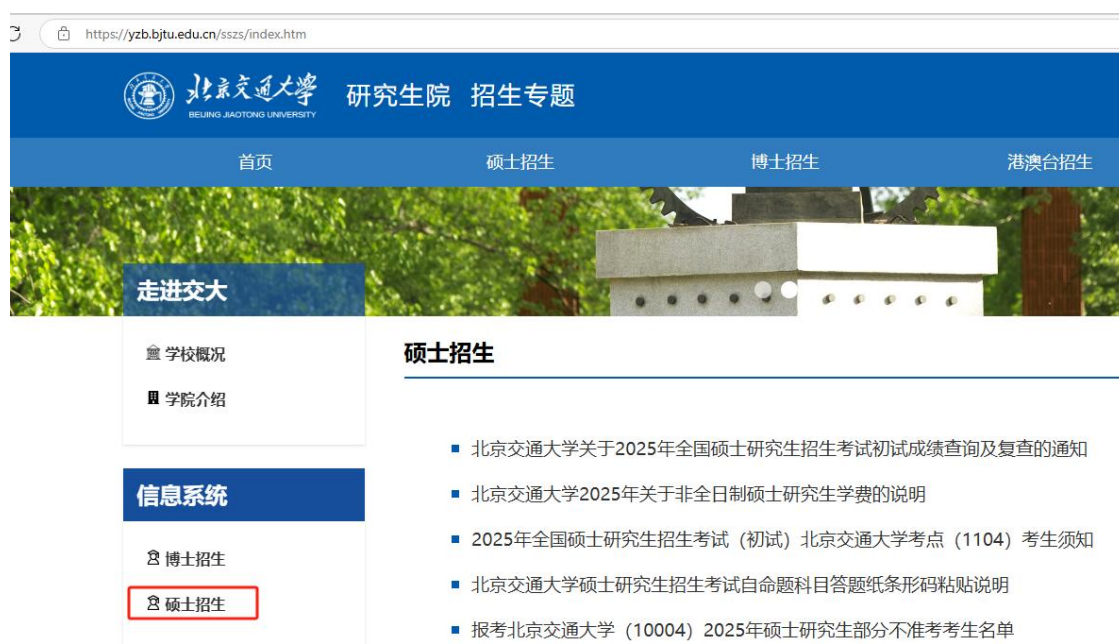 https://yzb.bjtu.edu.cn/sszs/index.htm
北京交通大学 研究生院 招生专题
BEIJING JIAOTONG UNIVERSITY
首页 硕士招生 博士招生 港澳台招生
走进交大
学校概况
学院介绍
硕士招生
北京交通大学关于2025年全国硕士研究生招生考试初试成绩查询及复查的通知
北京交通大学2025年关于非全日制硕士研究生学费的说明
2025年全国硕士研究生招生考试（初试）北京交通大学考点（1104）考生须知
北京交通大学硕士研究生招生考试自命题科目答题纸条形码粘贴说明
报考北京交通大学（10004）2025年硕士研究生部分不准考考生名单
信息系统
博士招生
硕士招生